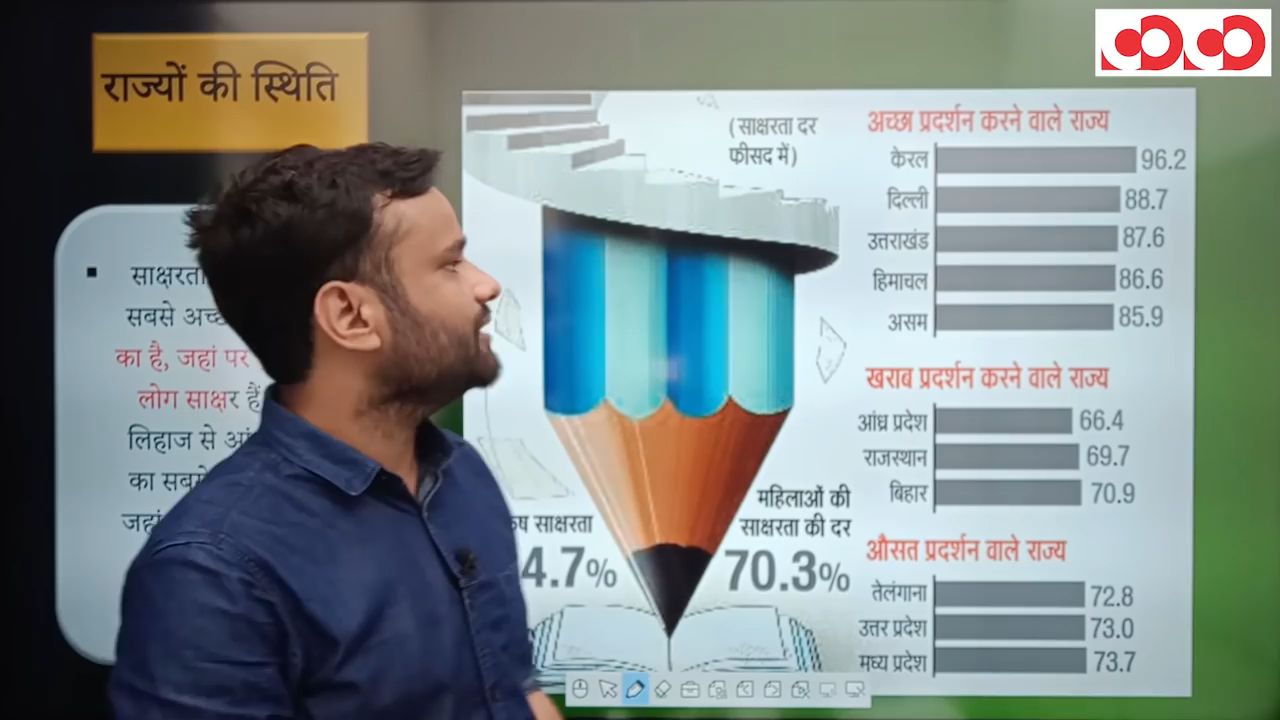 राज्यों की स्थिति
साक्षरता
सबसे
का है, जहां पर
लोग साक्षर हैं
लिहाज से
का
(साक्षरता दर
फीसद में)
साक्षरता
4.7%
महिलाओं की
साक्षरता की दर
70.3%
अच्छा प्रदर्शन करने वाले राज्य
केरल 96.2
दिल्ली 88.7
उत्तराखंड 87.6
हिमाचल 86.6
असम 85.9
खराब प्रदर्शन करने वाले राज्य
आंध्र प्रदेश 66.4
राजस्थान 69.7
बिहार 70.9
औसत प्रदर्शन वाले राज्य
तेलंगाना 72.8
उत्तर प्रदेश 73.0
मध्य प्रदेश 73.7